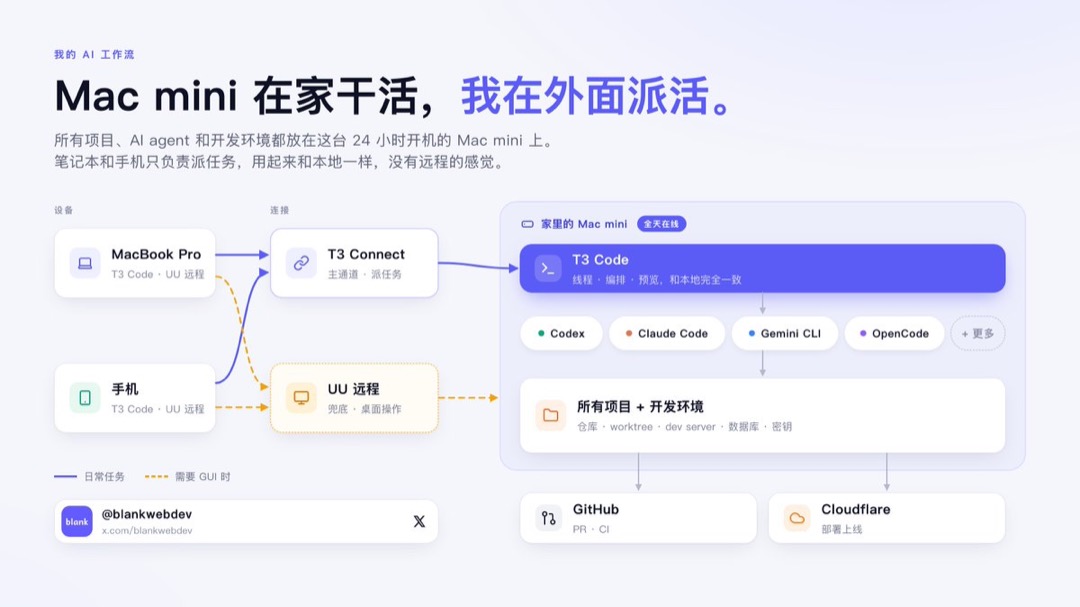 我的 AI 工作流
Mac mini 在家干活，我在外面派活。
所有项目、AI agent 和开发环境都放在这台 24 小时开机的 Mac mini 上。
笔记本和手机只负责派任务，用起来和本地一样，没有远程的感觉。
设备
MacBook Pro
T3 Code · UU 远程
手机
T3 Code · UU 远程
连接
T3 Connect
主通道 · 派任务
UU 远程
兜底 · 桌面操作
家里的 Mac mini 全天在线
T3 Code
线程 · 编排 · 预览，和本地完全一致
Codex
Claude Code
Gemini CLI
OpenCode
+ 更多
所有项目 + 开发环境
仓库 · worktree · dev server · 数据库 · 密钥
GitHub
PR · CI
Cloudflare
部署上线
日常任务
需要 GUI 时
blank
@blankwebdev
x.com/blankwebdev